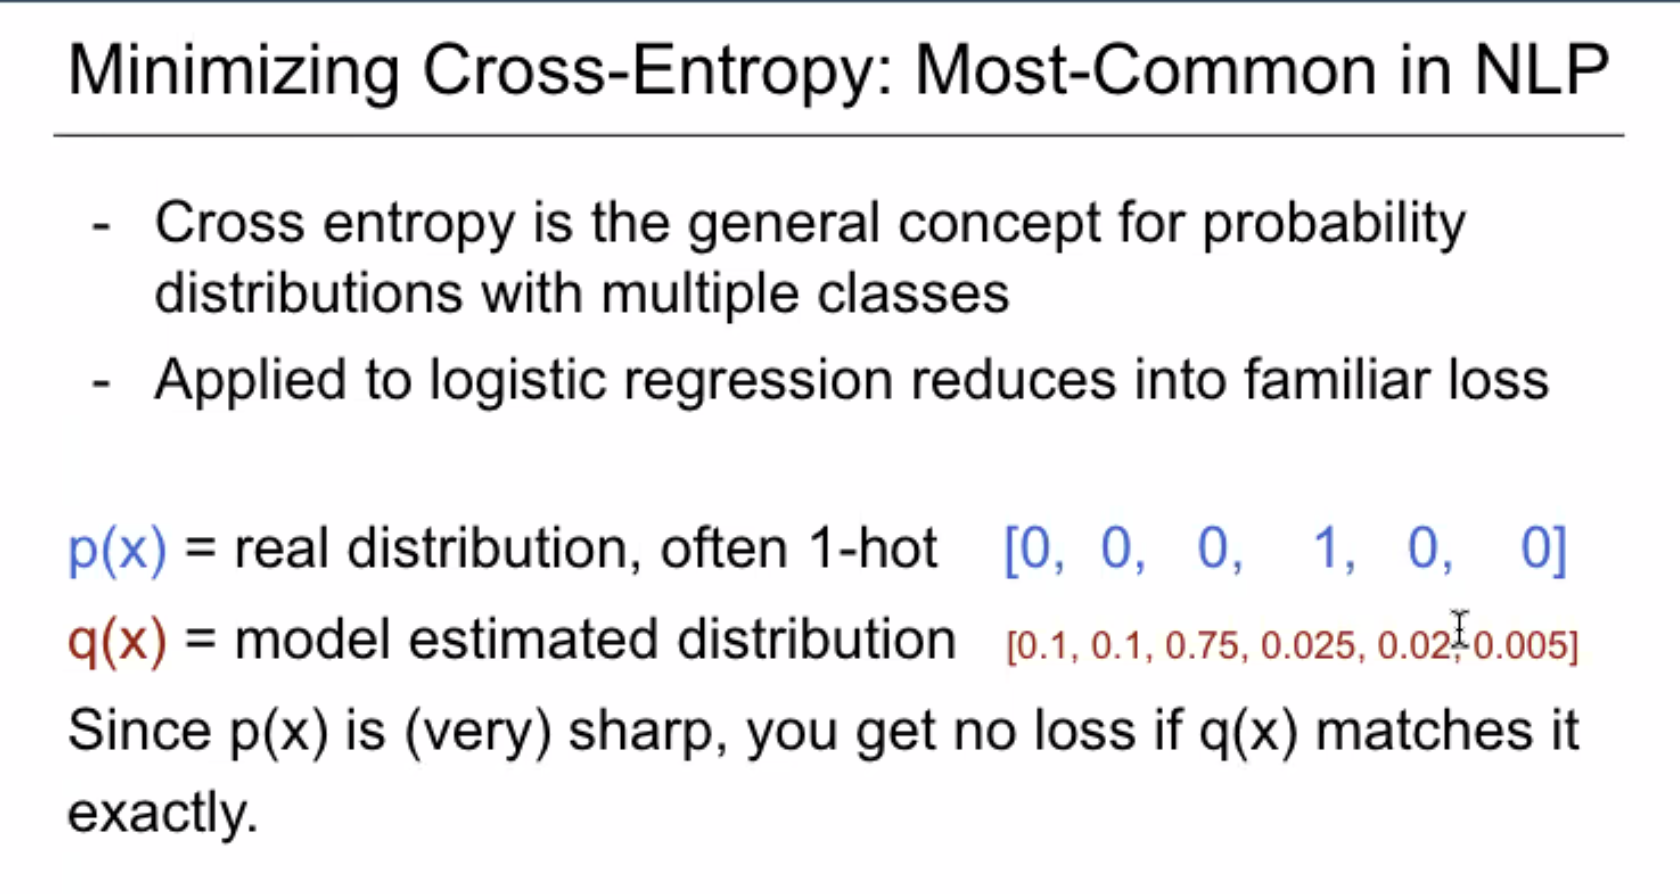 Minimizing Cross-Entropy: Most-Common in NLP
- Cross entropy is the general concept for probability
distributions with multiple classes
- Applied to logistic regression reduces into familiar loss
p(x) = real distribution, often 1-hot [0, 0, 0, 1, 0, 0]
q(x) = model estimated distribution [0.1, 0.1, 0.75, 0.025, 0.02, 0.005]
Since p(x) is (very) sharp, you get no loss if q(x) matches it
exactly.